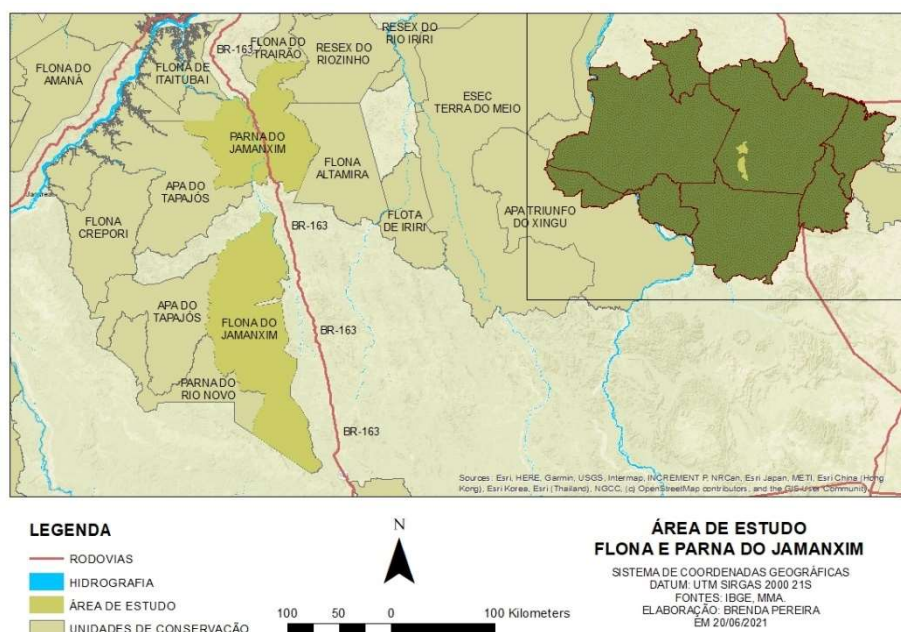 BR-163
FLONA DO
TRAIRÃO
RESEX DO
RIOZINHO
RESEX DO
RIO IRIRI
FLONA DO
AMANÁ
FLONA DE
ITAITUBAI
ESEC
TERRA DO MEIO
PARNA DO
JAMANXIM
FLONA
ALTAMIRA
APA DO
TAPAJÓS
FLONA
CREPORI
FLOTA
DE IRIRI
APA TRIUNFO
DO XINGU
BR-163
APA DO
TAPAJÓS
FLONA DO
JAMANXIM
BR-163
PARNA DO
RIO NOVO
BR-163
Sources: Esri, HERE, Garmin, USGS, Intermap, INCREMENT P, NRCan, Esri Japan, METI, Esri China (Hong
Kong), Esri Korea, Esri (Thailand), NGCC, (c) OpenStreetMap contributors, and the GIS User Community
LEGENDA
RODOVIAS
HIDROGRAFIA
ÁREA DE ESTUDO
UNIDADES DE CONSERVAÇÃO
N
100 50 0 100 Kilometers
ÁREA DE ESTUDO
FLONA E PARNA DO JAMANXIM
SISTEMA DE COORDENADAS GEOGRÁFICAS
DATUM: UTM SIRGAS 2000 21S
FONTES: IBGE, MMA.
ELABORAÇÃO: BRENDA PEREIRA
EM 20/06/2021